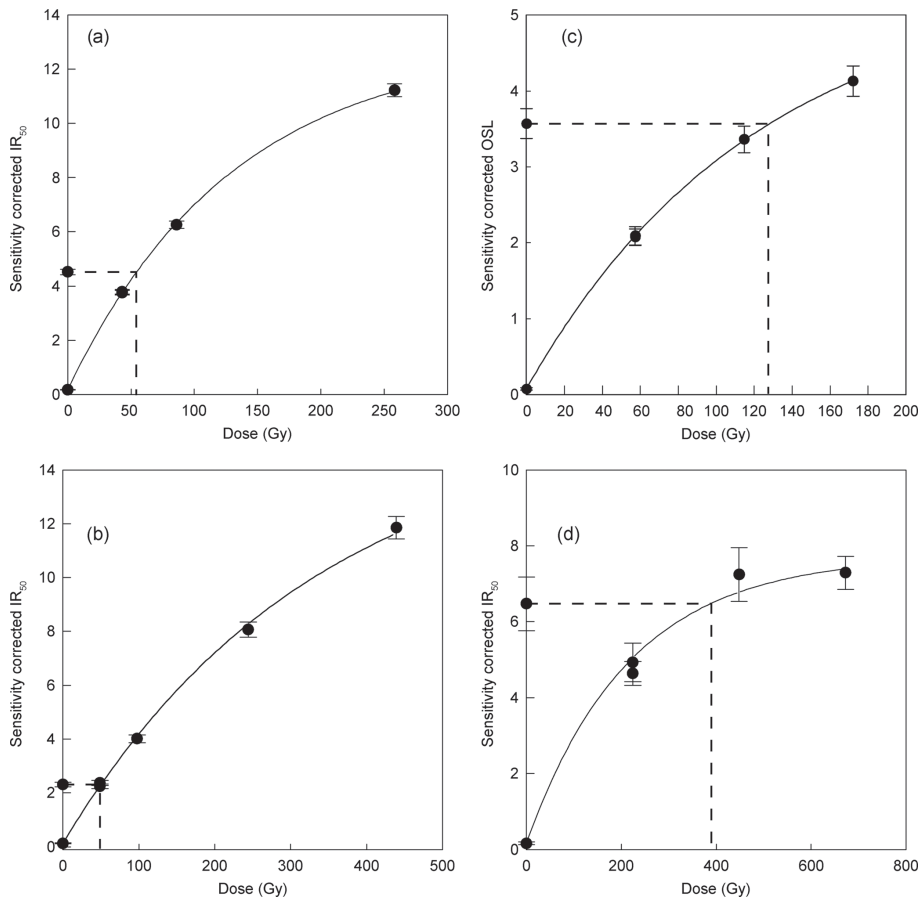 (a)
14
12
10
8
6
4
2
0
Sensitivity corrected IR50
0 50 100 150 200 250 300
Dose (Gy)
(c)
5
4
3
2
1
0
Sensitivity corrected OSL
0 20 40 60 80 100 120 140 160 180 200
Dose (Gy)
(b)
14
12
10
8
6
4
2
0
Sensitivity corrected IR50
0 100 200 300 400 500
Dose (Gy)
(d)
10
8
6
4
2
0
Sensitivity corrected IR50
0 200 400 600 800
Dose (Gy)